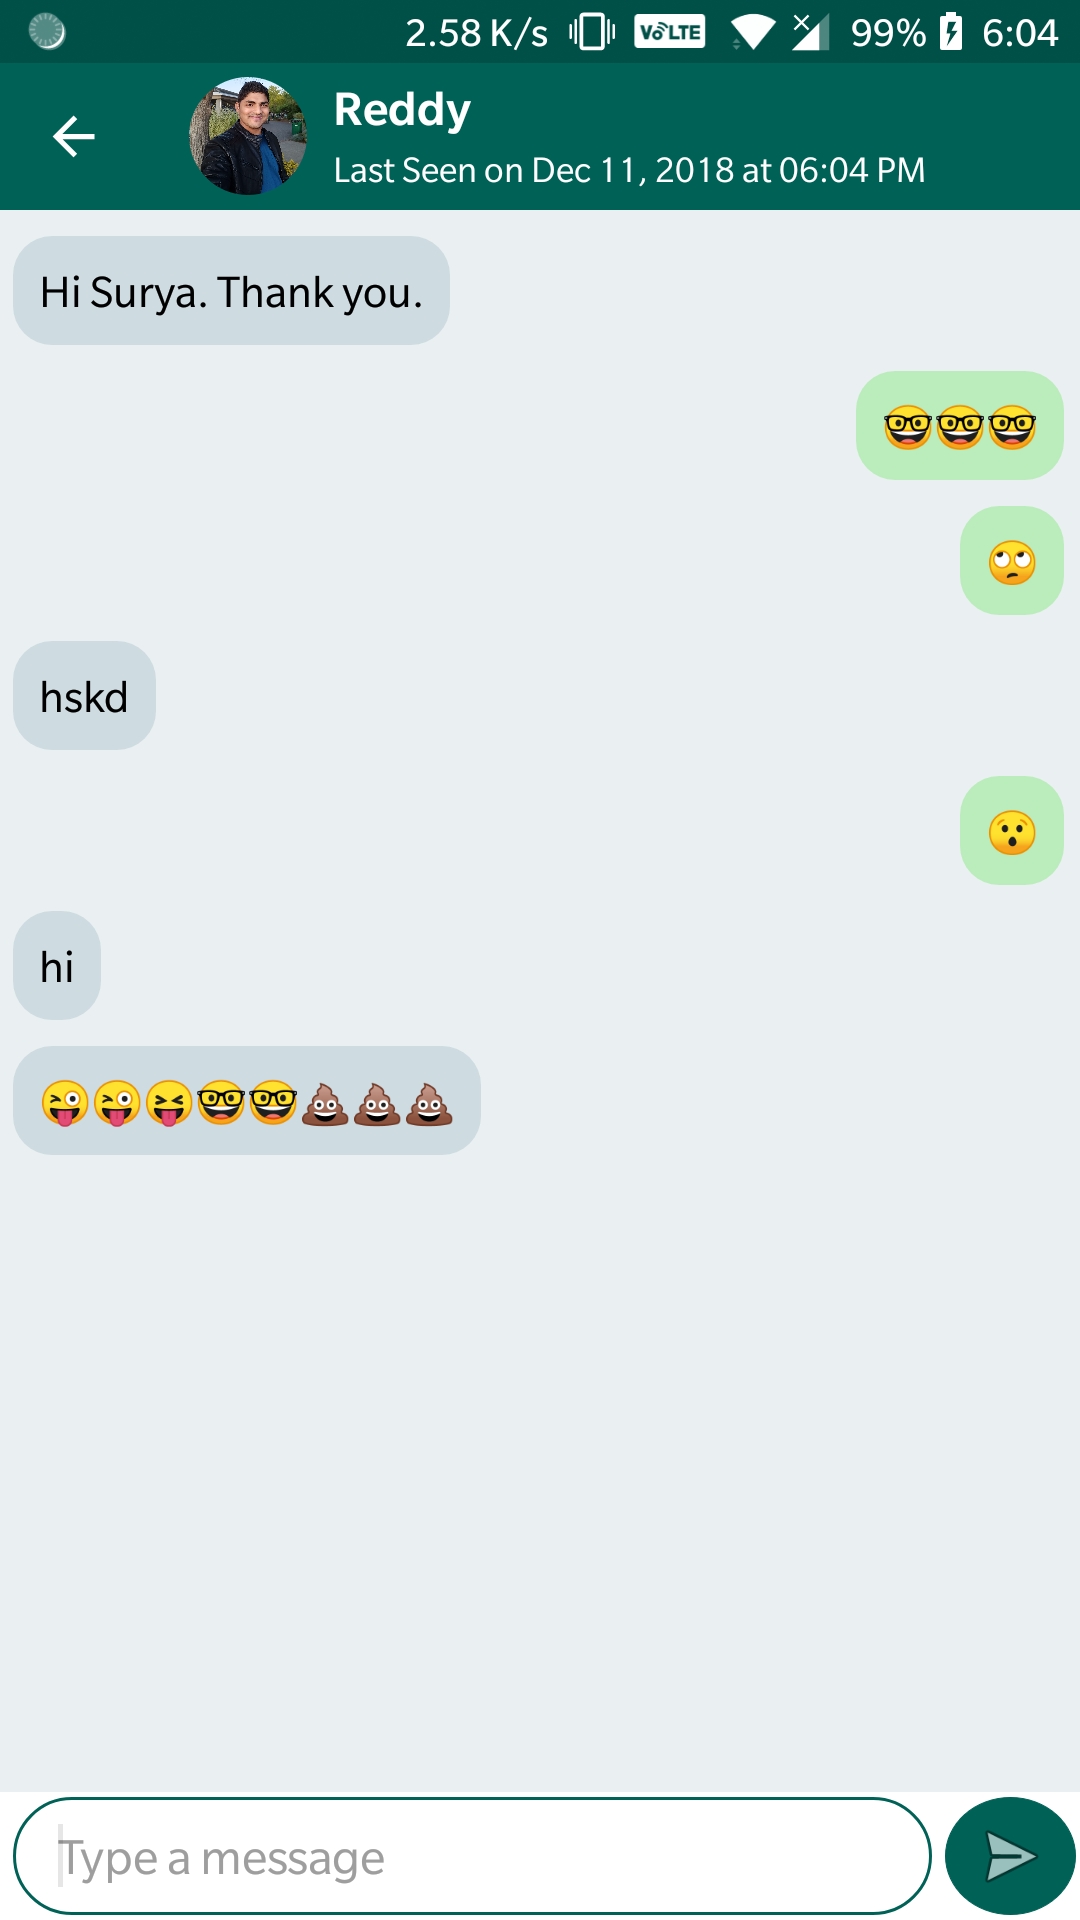 2.58 K/s VoLTE 99% 6:04
Reddy
Last Seen on Dec 11, 2018 at 06:04 PM
Hi Surya. Thank you.
🤓🤓🤓
🙄
hskd
😯
hi
😜😜😝🤓🤓💩💩💩
Type a message